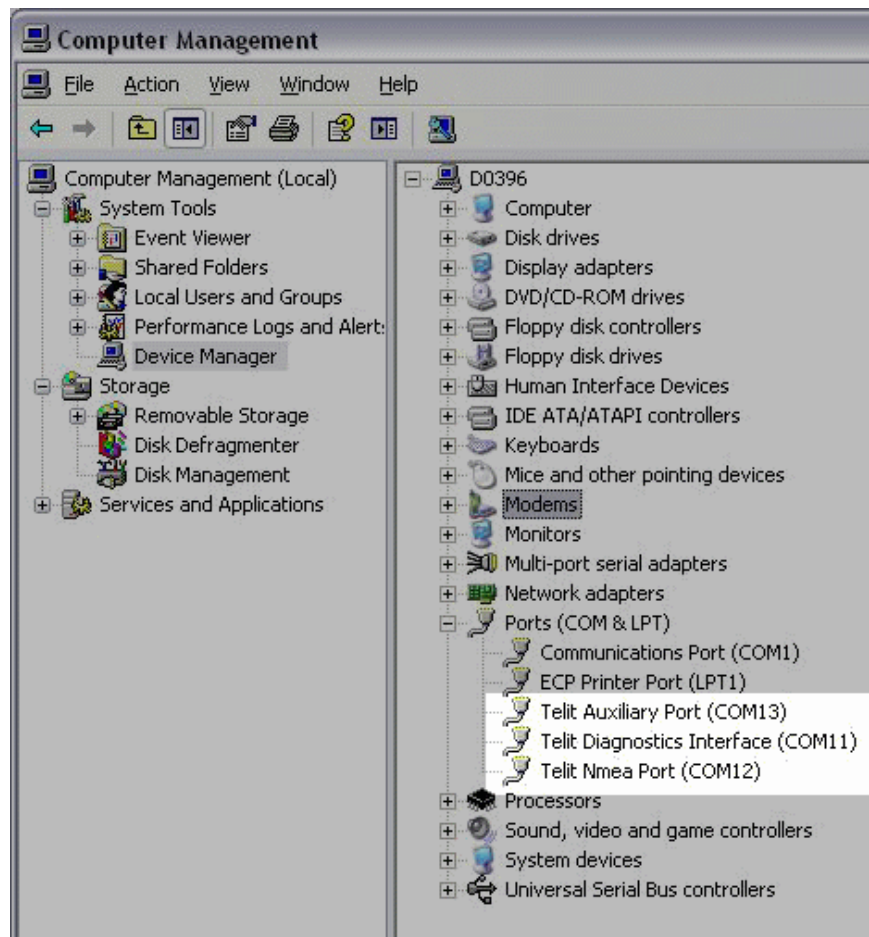 Computer Management
File Action View Window Help
Computer Management (Local)
System Tools
Event Viewer
Shared Folders
Local Users and Groups
Performance Logs and Alert:
Device Manager
Storage
Removable Storage
Disk Defragmenter
Disk Management
Services and Applications
D0396
Computer
Disk drives
Display adapters
DVD/CD-ROM drives
Floppy disk controllers
Floppy disk drives
Human Interface Devices
IDE ATA/ATAPI controllers
Keyboards
Mice and other pointing devices
Modems
Monitors
Multi-port serial adapters
Network adapters
Ports (COM & LPT)
Communications Port (COM1)
ECP Printer Port (LPT1)
Telit Auxiliary Port (COM13)
Telit Diagnostics Interface (COM11)
Telit Nmea Port (COM12)
Processors
Sound, video and game controllers
System devices
Universal Serial Bus controllers